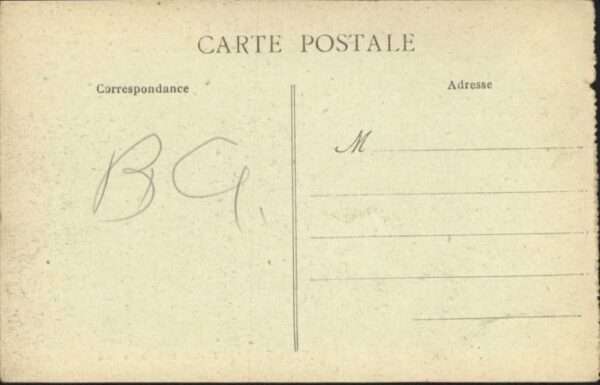 CARTE POSTALE
Correspondance
Adresse
M
BG.